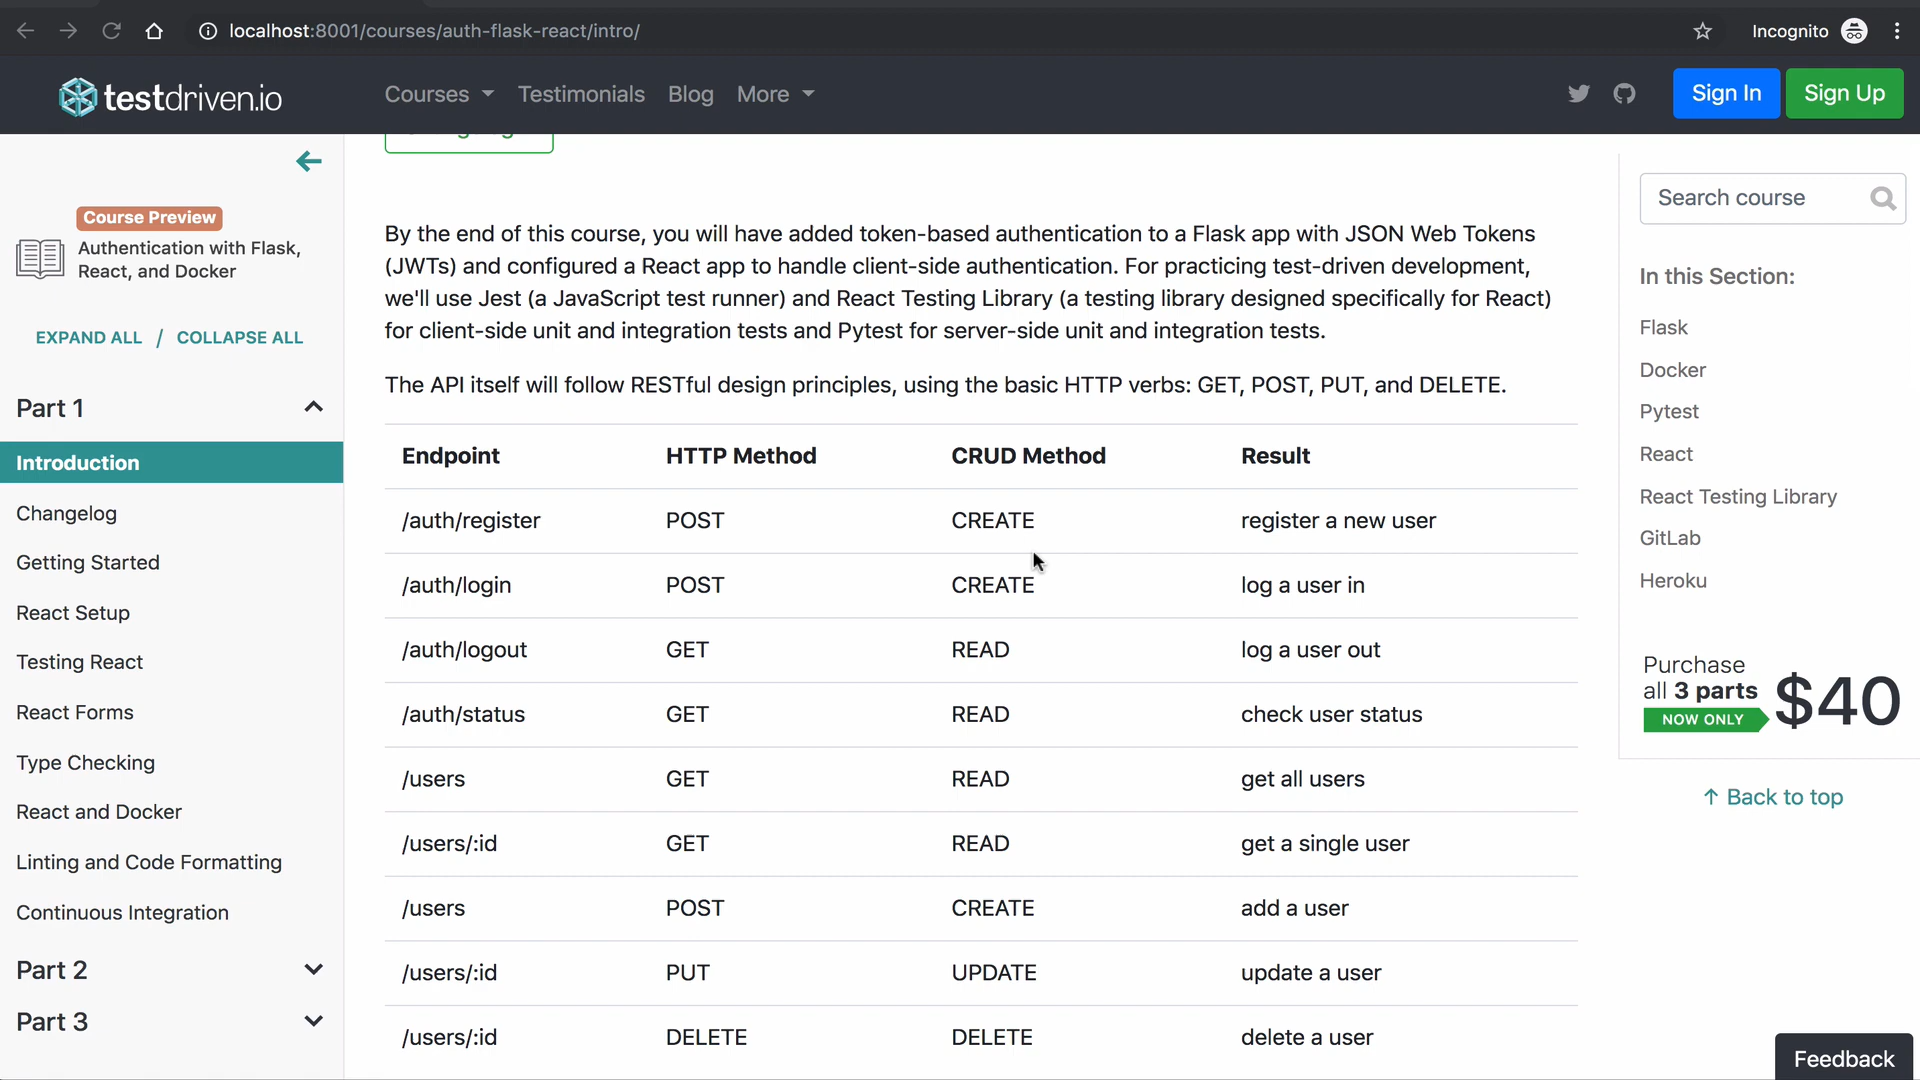 localhost:8001/courses/auth-flask-react/intro/
Incognito
testdriven.io
Courses
Testimonials
Blog
More
Sign In
Sign Up
Course Preview
Authentication with Flask,
React, and Docker
EXPAND ALL / COLLAPSE ALL
Part 1
Introduction
Changelog
Getting Started
React Setup
Testing React
React Forms
Type Checking
React and Docker
Linting and Code Formatting
Continuous Integration
Part 2
Part 3
By the end of this course, you will have added token-based authentication to a Flask app with JSON Web Tokens
(JWTs) and configured a React app to handle client-side authentication. For practicing test-driven development,
we'll use Jest (a JavaScript test runner) and React Testing Library (a testing library designed specifically for React)
for client-side unit and integration tests and Pytest for server-side unit and integration tests.
The API itself will follow RESTful design principles, using the basic HTTP verbs: GET, POST, PUT, and DELETE.
Endpoint HTTP Method CRUD Method Result
/auth/register POST CREATE register a new user
/auth/login POST CREATE log a user in
/auth/logout GET READ log a user out
/auth/status GET READ check user status
/users GET READ get all users
/users/:id GET READ get a single user
/users POST CREATE add a user
/users/:id PUT UPDATE update a user
/users/:id DELETE DELETE delete a user
Search course
In this Section:
Flask
Docker
Pytest
React
React Testing Library
GitLab
Heroku
Purchase
all 3 parts
NOW ONLY
$40
↑ Back to top
Feedback